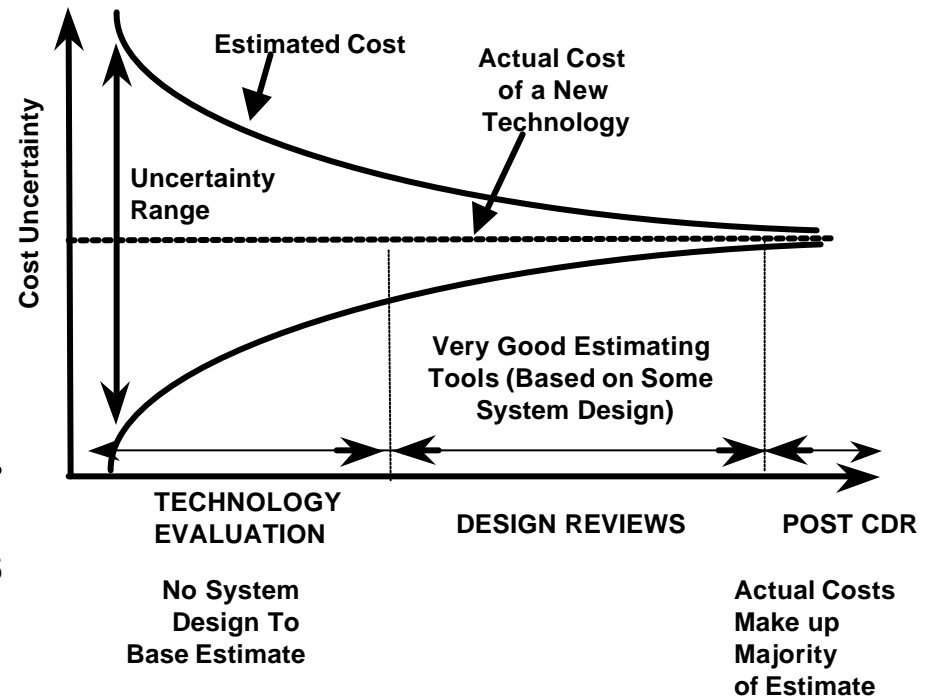 Estimated Cost
Actual Cost
of a New
Technology
Cost Uncertainty
Uncertainty
Range
Very Good Estimating
Tools (Based on Some
System Design)
TECHNOLOGY
EVALUATION
DESIGN REVIEWS
POST CDR
No System
Design To
Base Estimate
Actual Costs
Make up
Majority
of Estimate